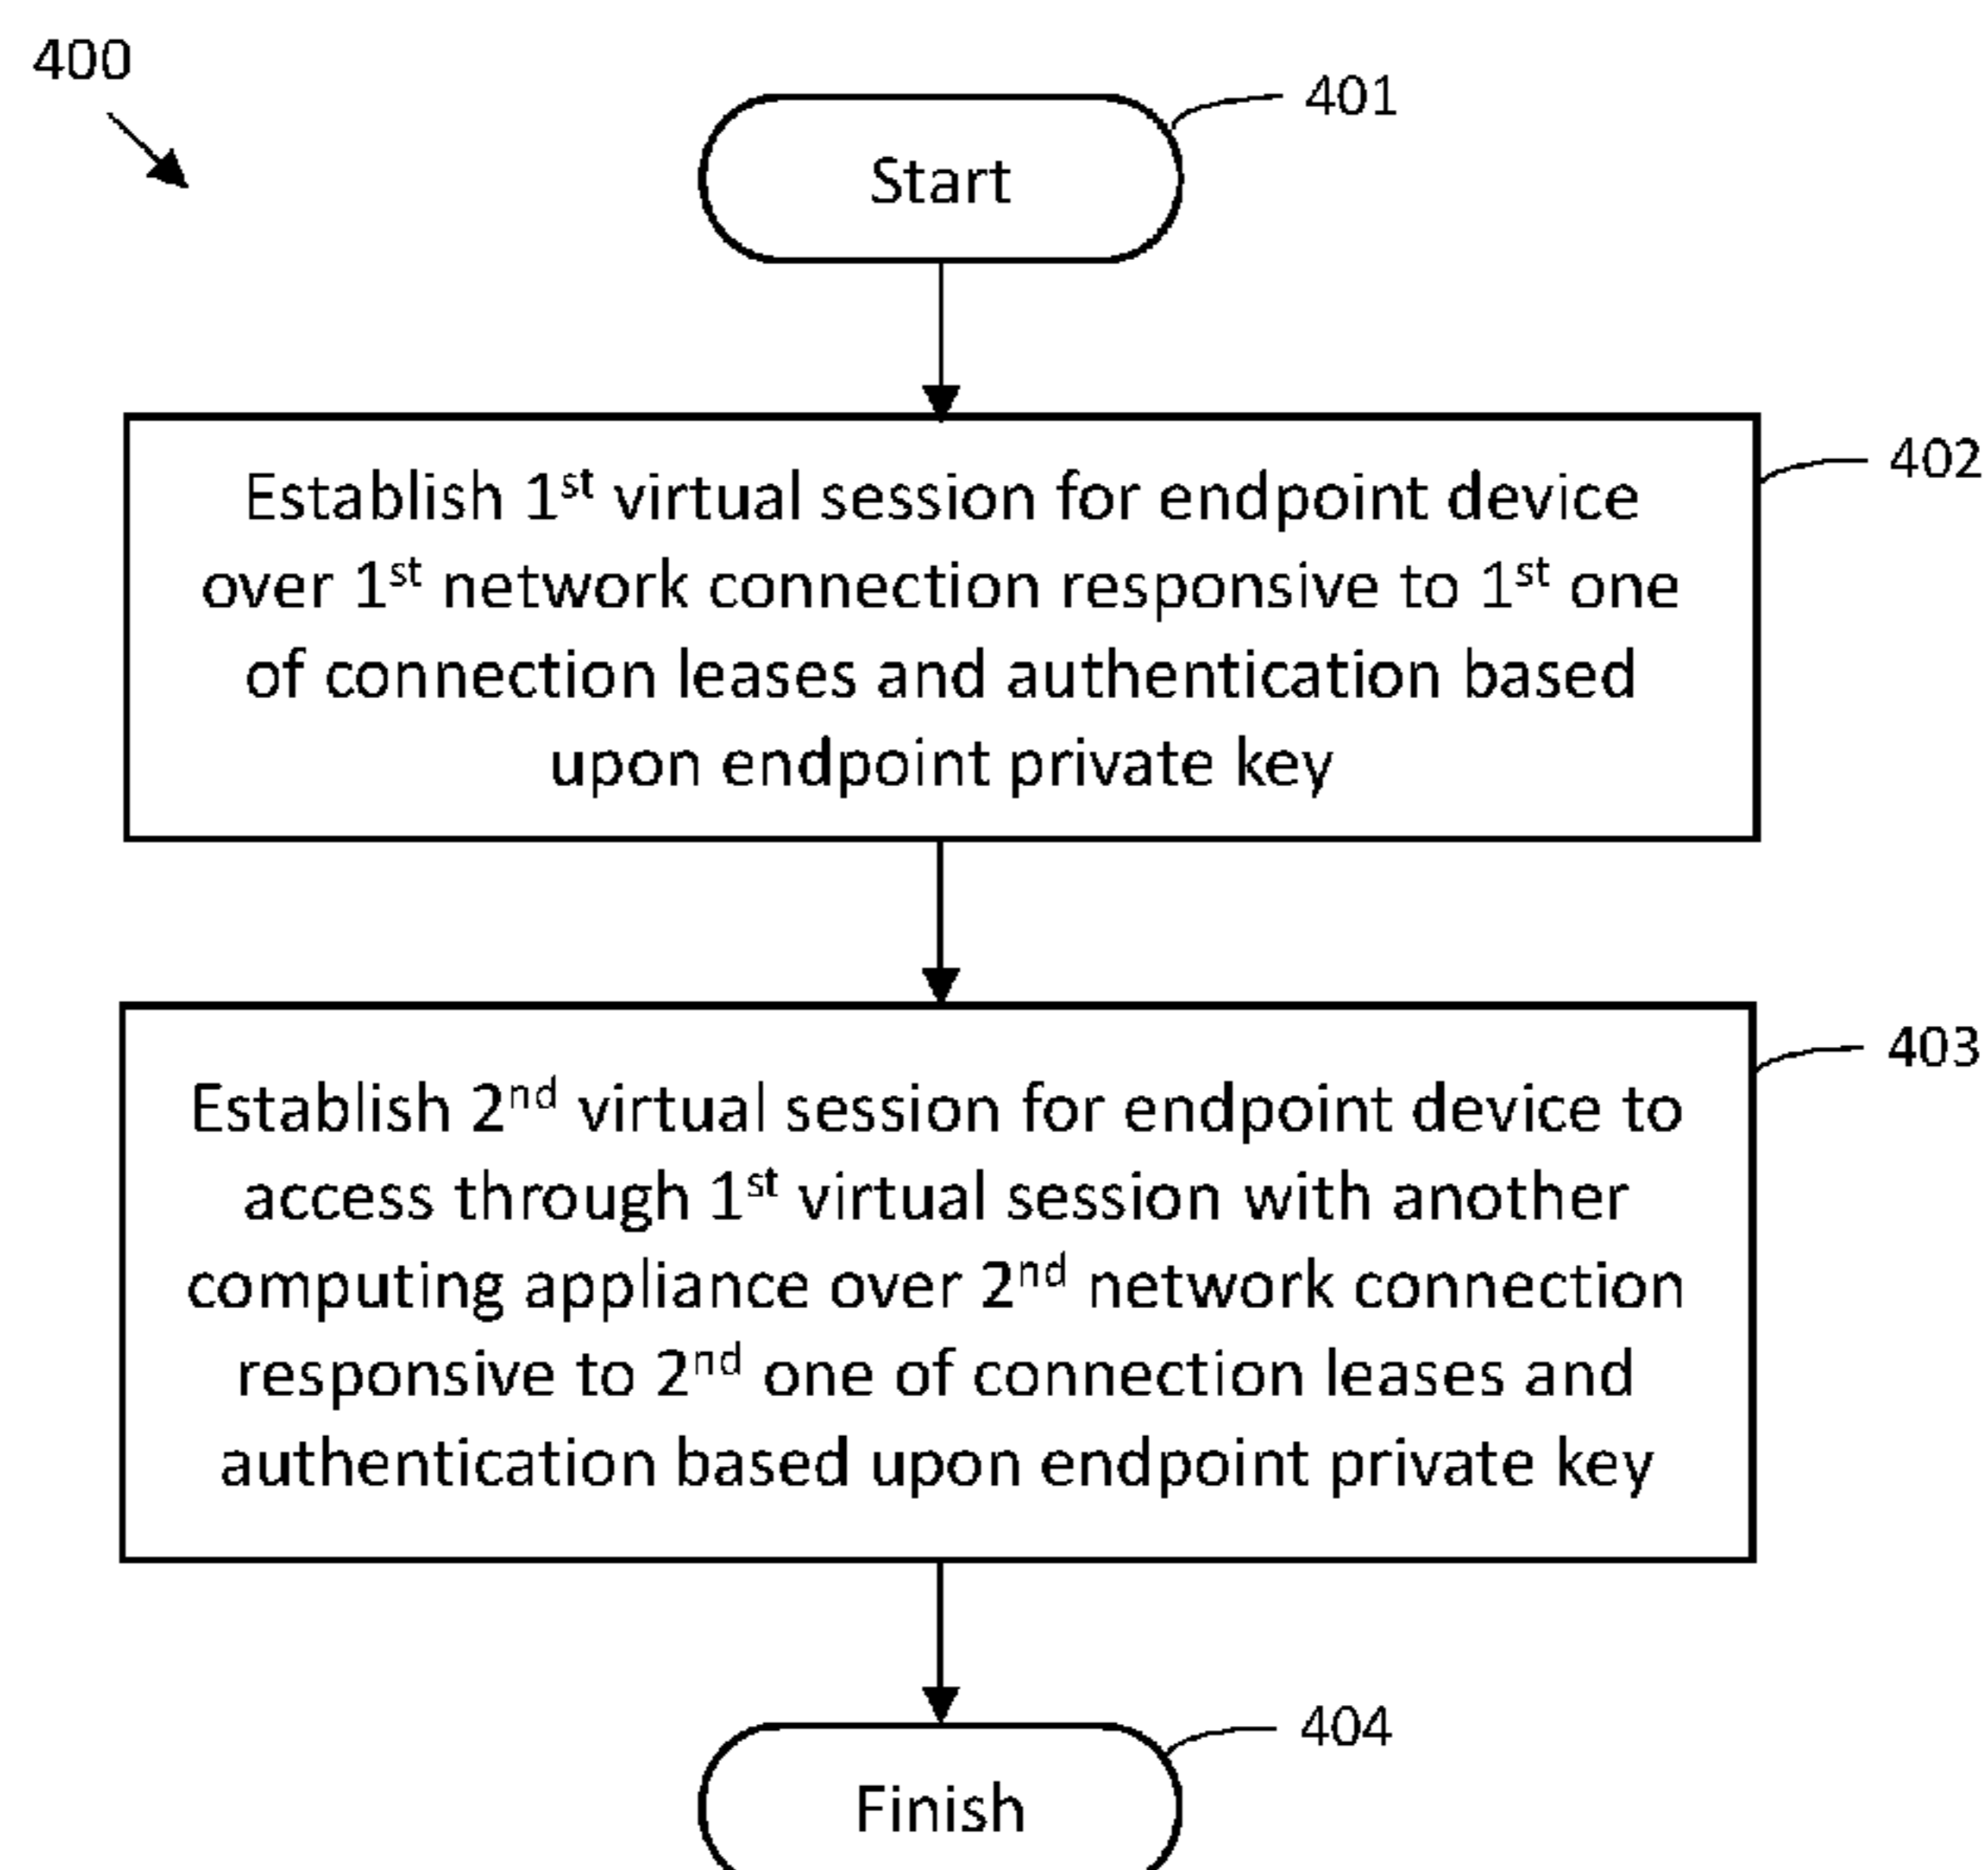 400
401
Start
402
Establish 1st virtual session for endpoint device
over 1st network connection responsive to 1st one
of connection leases and authentication based
upon endpoint private key
403
Establish 2nd virtual session for endpoint device to
access through 1st virtual session with another
computing appliance over 2nd network connection
responsive to 2nd one of connection leases and
authentication based upon endpoint private key
404
Finish